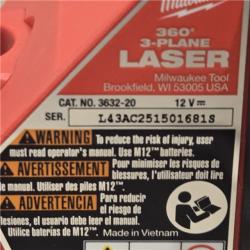 Milwaukee
360°
3-PLANE
LASER
Milwaukee Tool
Brookfield, WI 53005 USA
CAT. NO. 3632-20 12 V
SER. L43AC251501681S
WARNING To reduce the risk of injury, user
must read operator's manual. Use M12™ batteries.
AVERTISSEMENT Pour minimiser les risques de
blessures, l'utilisateur doit lire
le manuel. Utiliser des piles M12™.
ADVERTENCIA Para reducir
el riesgo de
lesiones, el usuario debe leer el manual.
Utilice baterías de M12™.
Made in Vietnam